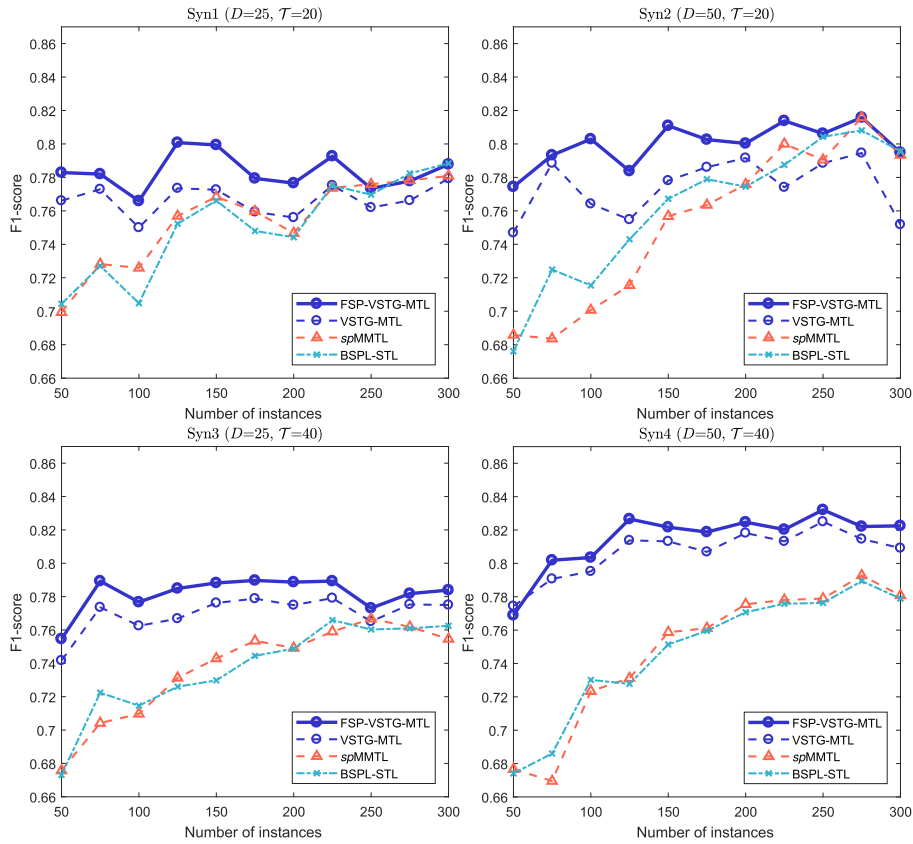 Syn1 (D=25, 𝒯=20)
F1-score
0.86
0.84
0.82
0.8
0.78
0.76
0.74
0.72
0.7
0.68
0.66
FSP-VSTG-MTL
VSTG-MTL
spMMTL
BSPL-STL
50 100 150 200 250 300
Number of instances
Syn2 (D=50, 𝒯=20)
F1-score
0.86
0.84
0.82
0.8
0.78
0.76
0.74
0.72
0.7
0.68
0.66
FSP-VSTG-MTL
VSTG-MTL
spMMTL
BSPL-STL
50 100 150 200 250 300
Number of instances
Syn3 (D=25, 𝒯=40)
F1-score
0.86
0.84
0.82
0.8
0.78
0.76
0.74
0.72
0.7
0.68
0.66
FSP-VSTG-MTL
VSTG-MTL
spMMTL
BSPL-STL
50 100 150 200 250 300
Number of instances
Syn4 (D=50, 𝒯=40)
F1-score
0.86
0.84
0.82
0.8
0.78
0.76
0.74
0.72
0.7
0.68
0.66
FSP-VSTG-MTL
VSTG-MTL
spMMTL
BSPL-STL
50 100 150 200 250 300
Number of instances